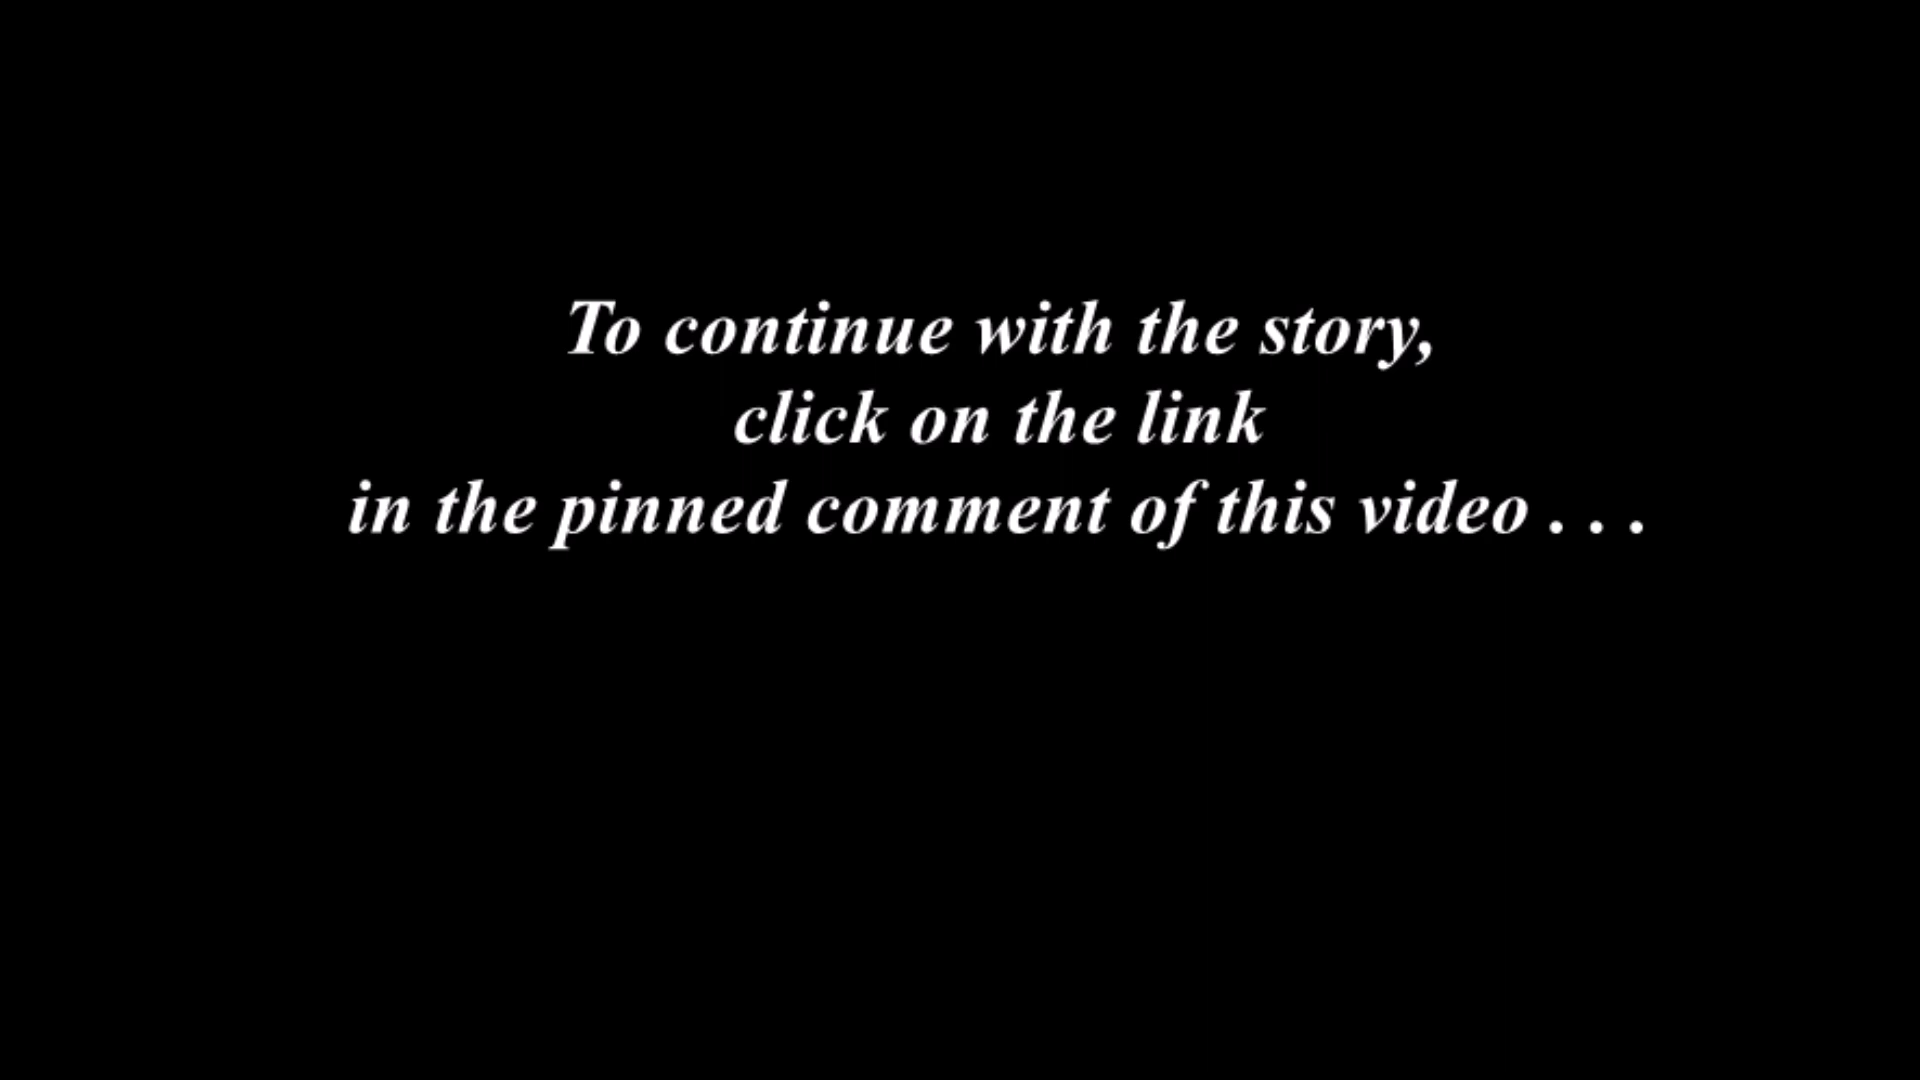 To continue with the story,
click on the link
in the pinned comment of this video . . .